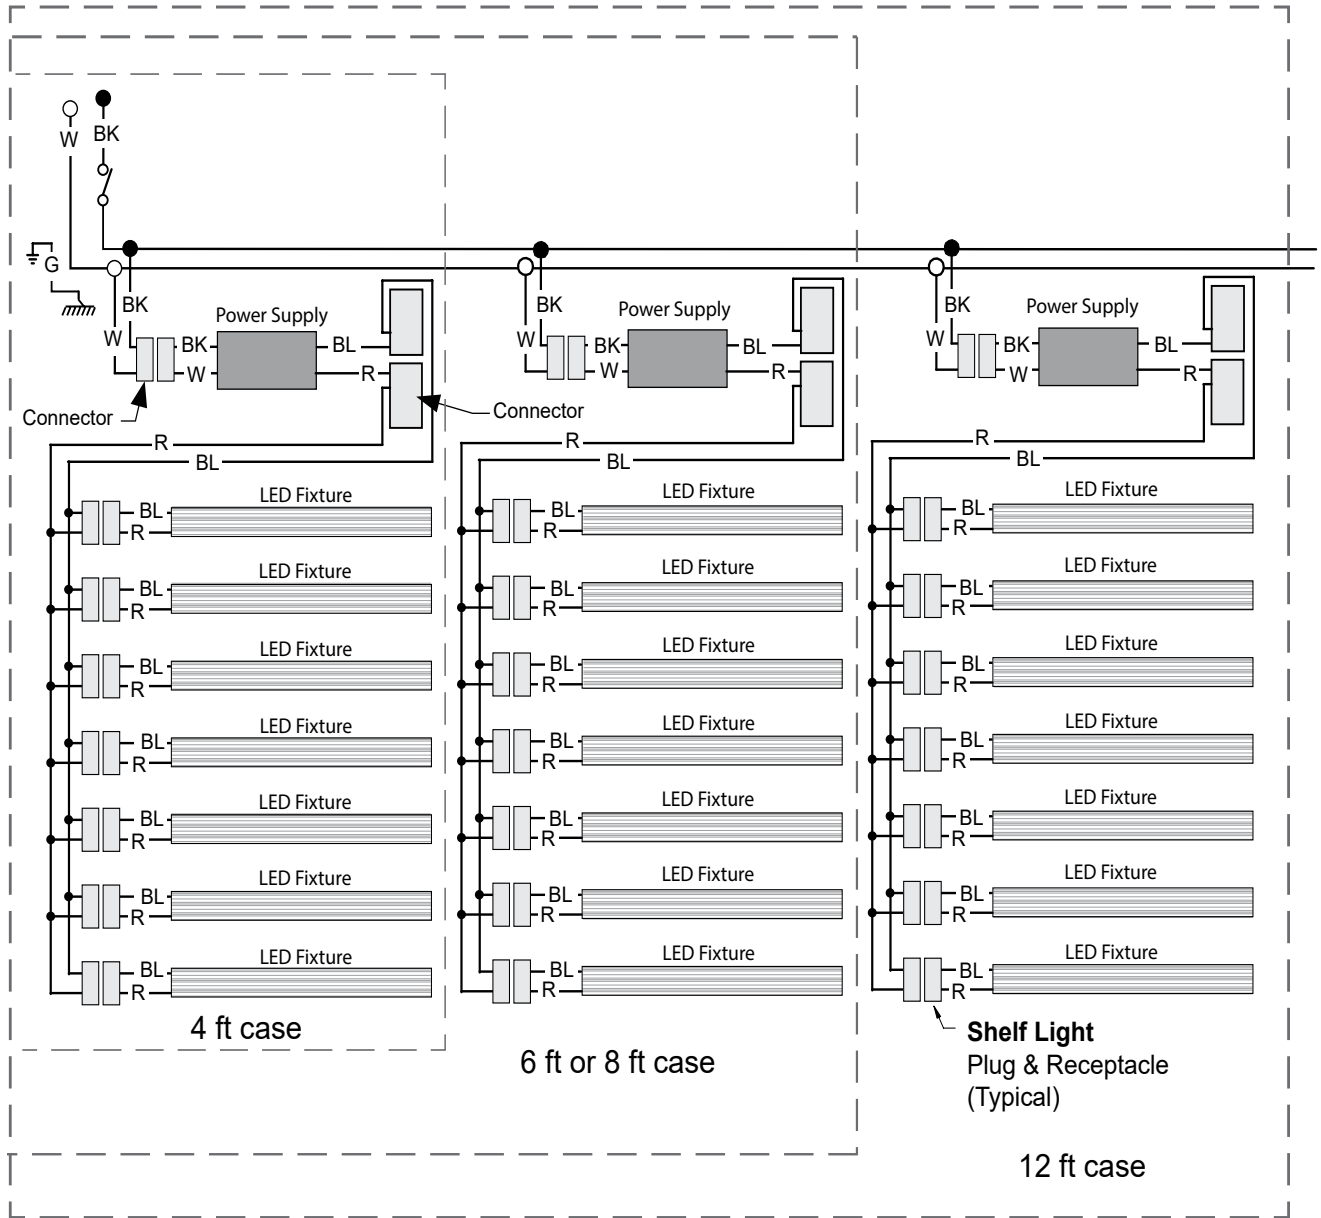 W
BK
G
BK
W
Power Supply
BK
W
BL
R
Connector
Connector
R
BL
LED Fixture
BL
R
LED Fixture
BL
R
LED Fixture
BL
R
LED Fixture
BL
R
LED Fixture
BL
R
LED Fixture
BL
R
LED Fixture
BL
R
4 ft case
BK
W
Power Supply
BK
W
BL
R
R
BL
LED Fixture
BL
R
LED Fixture
BL
R
LED Fixture
BL
R
LED Fixture
BL
R
LED Fixture
BL
R
LED Fixture
BL
R
LED Fixture
BL
R
6 ft or 8 ft case
BK
W
Power Supply
BK
W
BL
R
R
BL
LED Fixture
BL
R
LED Fixture
BL
R
LED Fixture
BL
R
LED Fixture
BL
R
LED Fixture
BL
R
LED Fixture
BL
R
LED Fixture
BL
R
Shelf Light
Plug & Receptacle
(Typical)
12 ft case